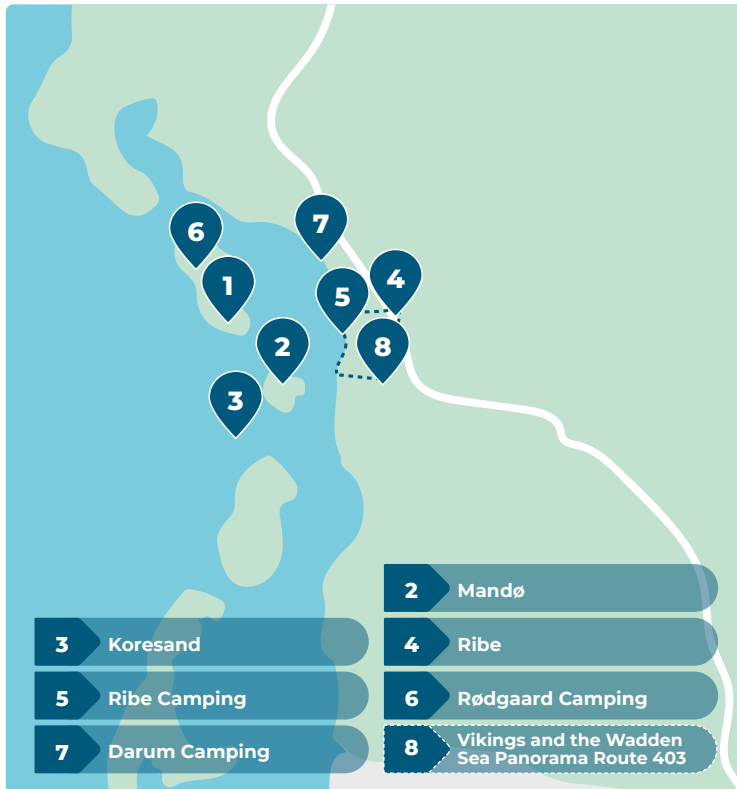 6
7
1
4
5
2
8
3
2 Mandø
3 Koresand
4 Ribe
5 Ribe Camping
6 Rødgaard Camping
7 Darum Camping
8 Vikings and the Wadden
Sea Panorama Route 403